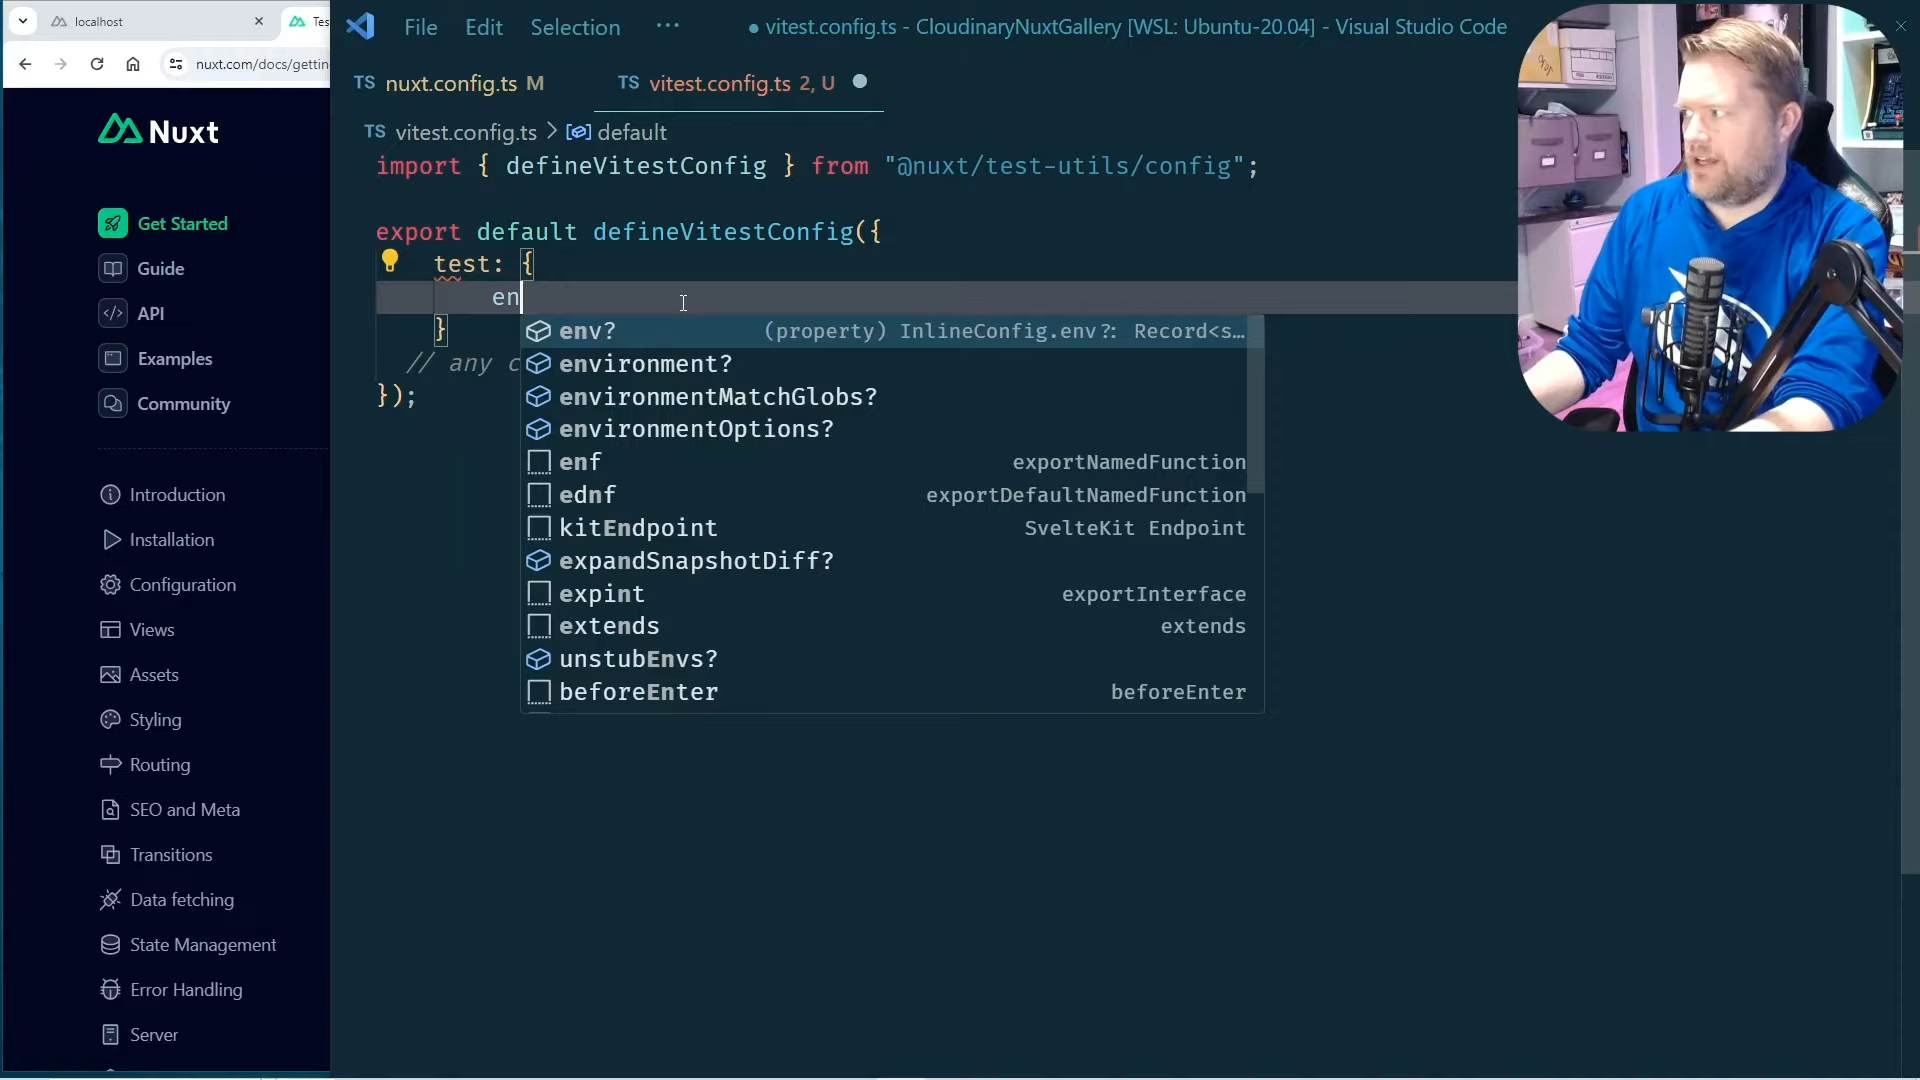 localhost
Tes
nuxt.com/docs/gettin
Nuxt
Get Started
Guide
API
Examples
Community
Introduction
Installation
Configuration
Views
Assets
Styling
Routing
SEO and Meta
Transitions
Data fetching
State Management
Error Handling
Server
File Edit Selection ···
● vitest.config.ts - CloudinaryNuxtGallery [WSL: Ubuntu-20.04] - Visual Studio Code
TS nuxt.config.ts M
TS vitest.config.ts 2, U
TS vitest.config.ts > default
import { defineVitestConfig } from "@nuxt/test-utils/config";
export default defineVitestConfig({
test: {
en
}
// any c
});
env? (property) InlineConfig.env?: Record<s…
environment?
environmentMatchGlobs?
environmentOptions?
enf exportNamedFunction
ednf exportDefaultNamedFunction
kitEndpoint SvelteKit Endpoint
expandSnapshotDiff?
expint exportInterface
extends extends
unstubEnvs?
beforeEnter beforeEnter